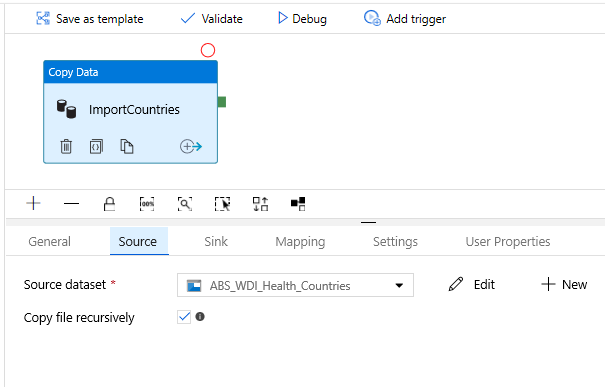 Save as template Validate Debug Add trigger
Copy Data
ImportCountries
100%
General Source Sink Mapping Settings User Properties
Source dataset * ABS_WDI_Health_Countries Edit New
Copy file recursively